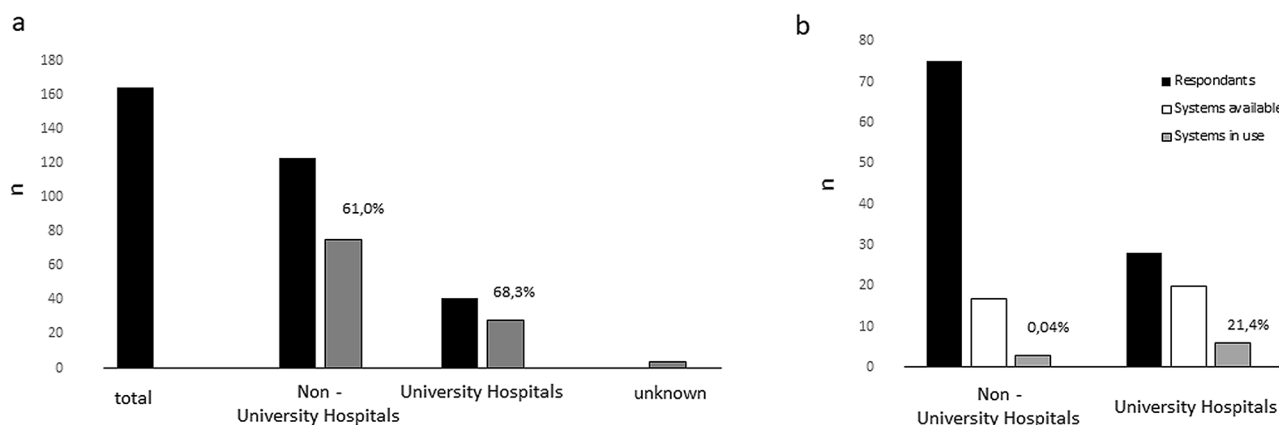 a
n
180
160
140
120
100
80
60
40
20
0
61,0%
68,3%
total
Non -
University Hospitals
University Hospitals
unknown
b
n
80
70
60
50
40
30
20
10
0
Respondants
Systems available
Systems in use
0,04%
21,4%
Non -
University Hospitals
University Hospitals